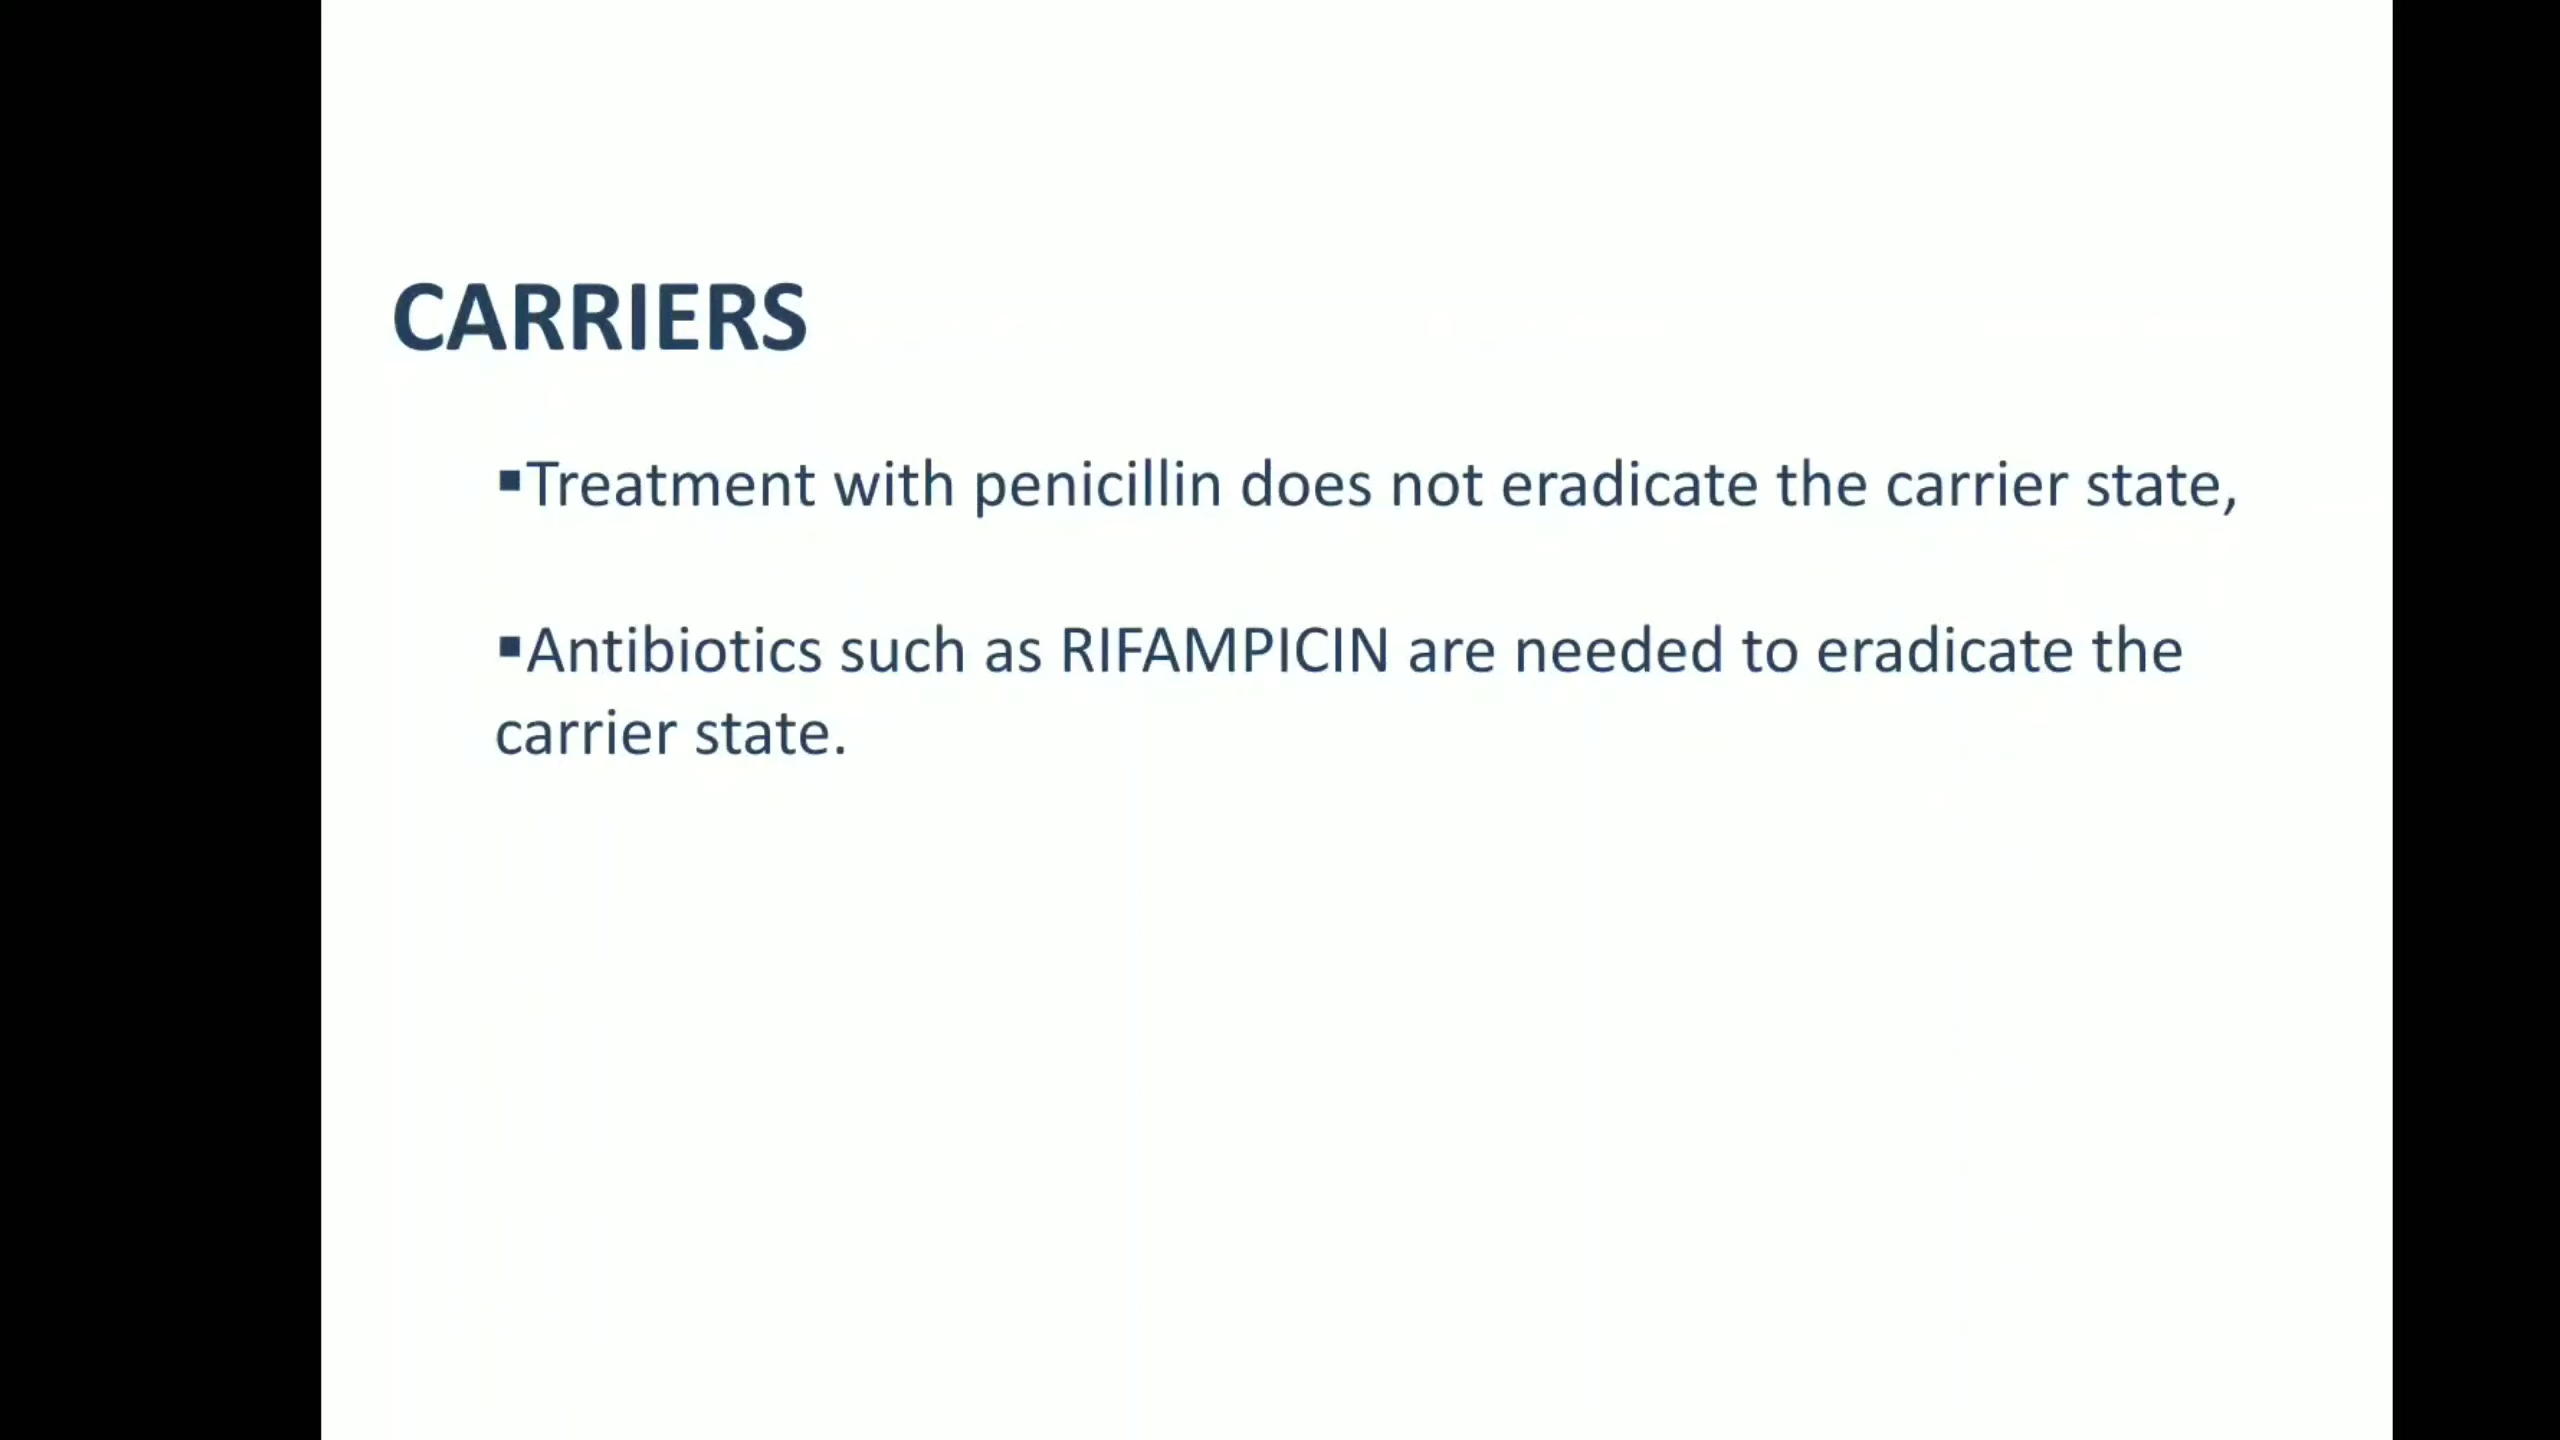 CARRIERS
▪Treatment with penicillin does not eradicate the carrier state,
▪Antibiotics such as RIFAMPICIN are needed to eradicate the
carrier state.